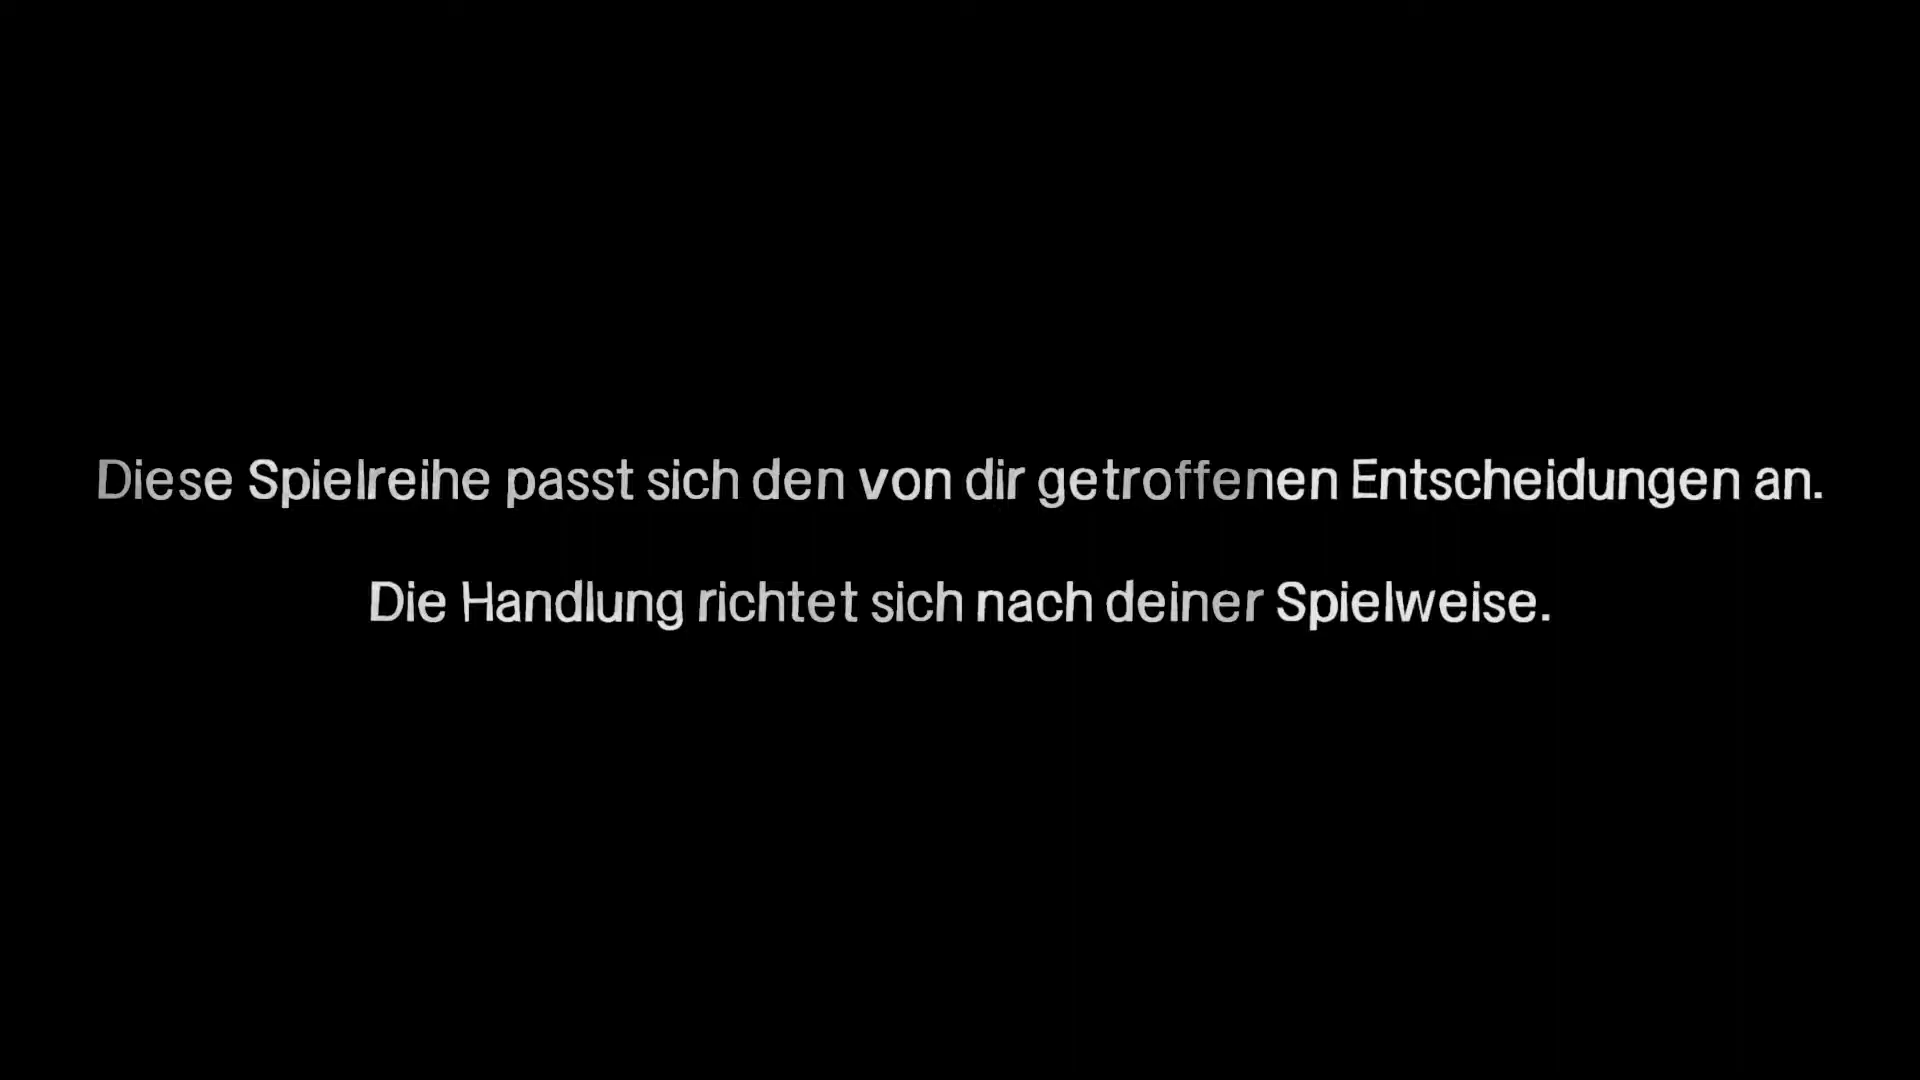 Diese Spielreihe passt sich den von dir getroffenen Entscheidungen an.
Die Handlung richtet sich nach deiner Spielweise.